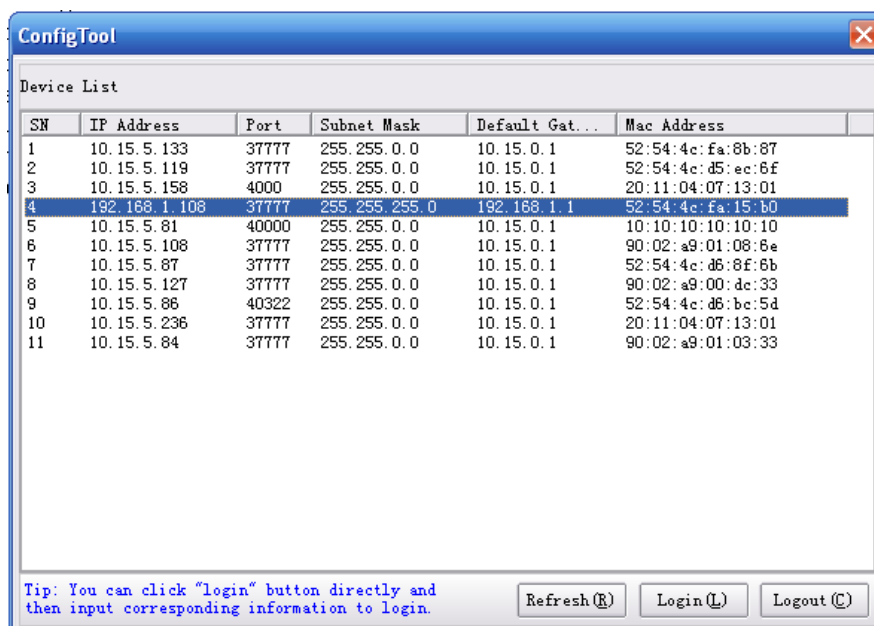 ConfigTool
Device List
SN IP Address Port Subnet Mask Default Gat... Mac Address
1 10.15.5.133 37777 255.255.0.0 10.15.0.1 52:54:4c:fa:8b:87
2 10.15.5.119 37777 255.255.0.0 10.15.0.1 52:54:4c:d5:ec:6f
3 10.15.5.158 4000 255.255.0.0 10.15.0.1 20:11:04:07:13:01
4 192.168.1.108 37777 255.255.255.0 192.168.1.1 52:54:4c:fa:15:b0
5 10.15.5.81 40000 255.255.0.0 10.15.0.1 10:10:10:10:10:10
6 10.15.5.108 37777 255.255.0.0 10.15.0.1 90:02:a9:01:08:6e
7 10.15.5.87 37777 255.255.0.0 10.15.0.1 52:54:4c:d6:8f:6b
8 10.15.5.127 37777 255.255.0.0 10.15.0.1 90:02:a9:00:dc:33
9 10.15.5.86 40322 255.255.0.0 10.15.0.1 52:54:4c:d6:bc:5d
10 10.15.5.236 37777 255.255.0.0 10.15.0.1 20:11:04:07:13:01
11 10.15.5.84 37777 255.255.0.0 10.15.0.1 90:02:a9:01:03:33
Tip: You can click "login" button directly and
then input corresponding information to login.
Refresh(R) Login(L) Logout(C)